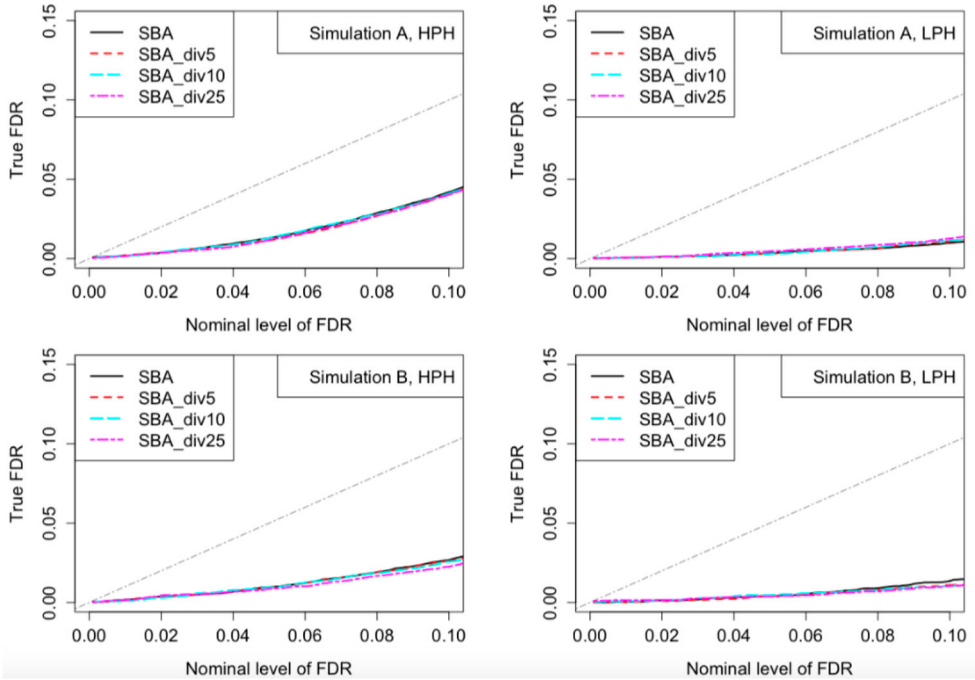 0.15
SBA
Simulation A, HPH
SBA_div5
SBA_div10
0.10
SBA_div25
True FDR
0.05
0.00
0.00 0.02 0.04 0.06 0.08 0.10
Nominal level of FDR
0.15
SBA
Simulation A, LPH
SBA_div5
SBA_div10
0.10
SBA_div25
True FDR
0.05
0.00
0.00 0.02 0.04 0.06 0.08 0.10
Nominal level of FDR
0.15
SBA
Simulation B, HPH
SBA_div5
SBA_div10
0.10
SBA_div25
True FDR
0.05
0.00
0.00 0.02 0.04 0.06 0.08 0.10
Nominal level of FDR
0.15
SBA
Simulation B, LPH
SBA_div5
SBA_div10
0.10
SBA_div25
True FDR
0.05
0.00
0.00 0.02 0.04 0.06 0.08 0.10
Nominal level of FDR